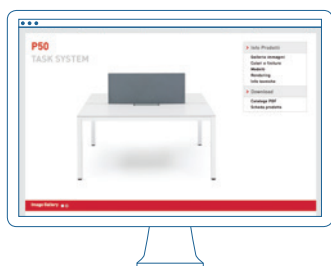 P50
TASK SYSTEM
Info Prodotti
Galleria immagini
Colori e finiture
Modelli
Rendering
Info tecniche
Download
Catalogo PDF
Scheda prodotto
Image Gallery